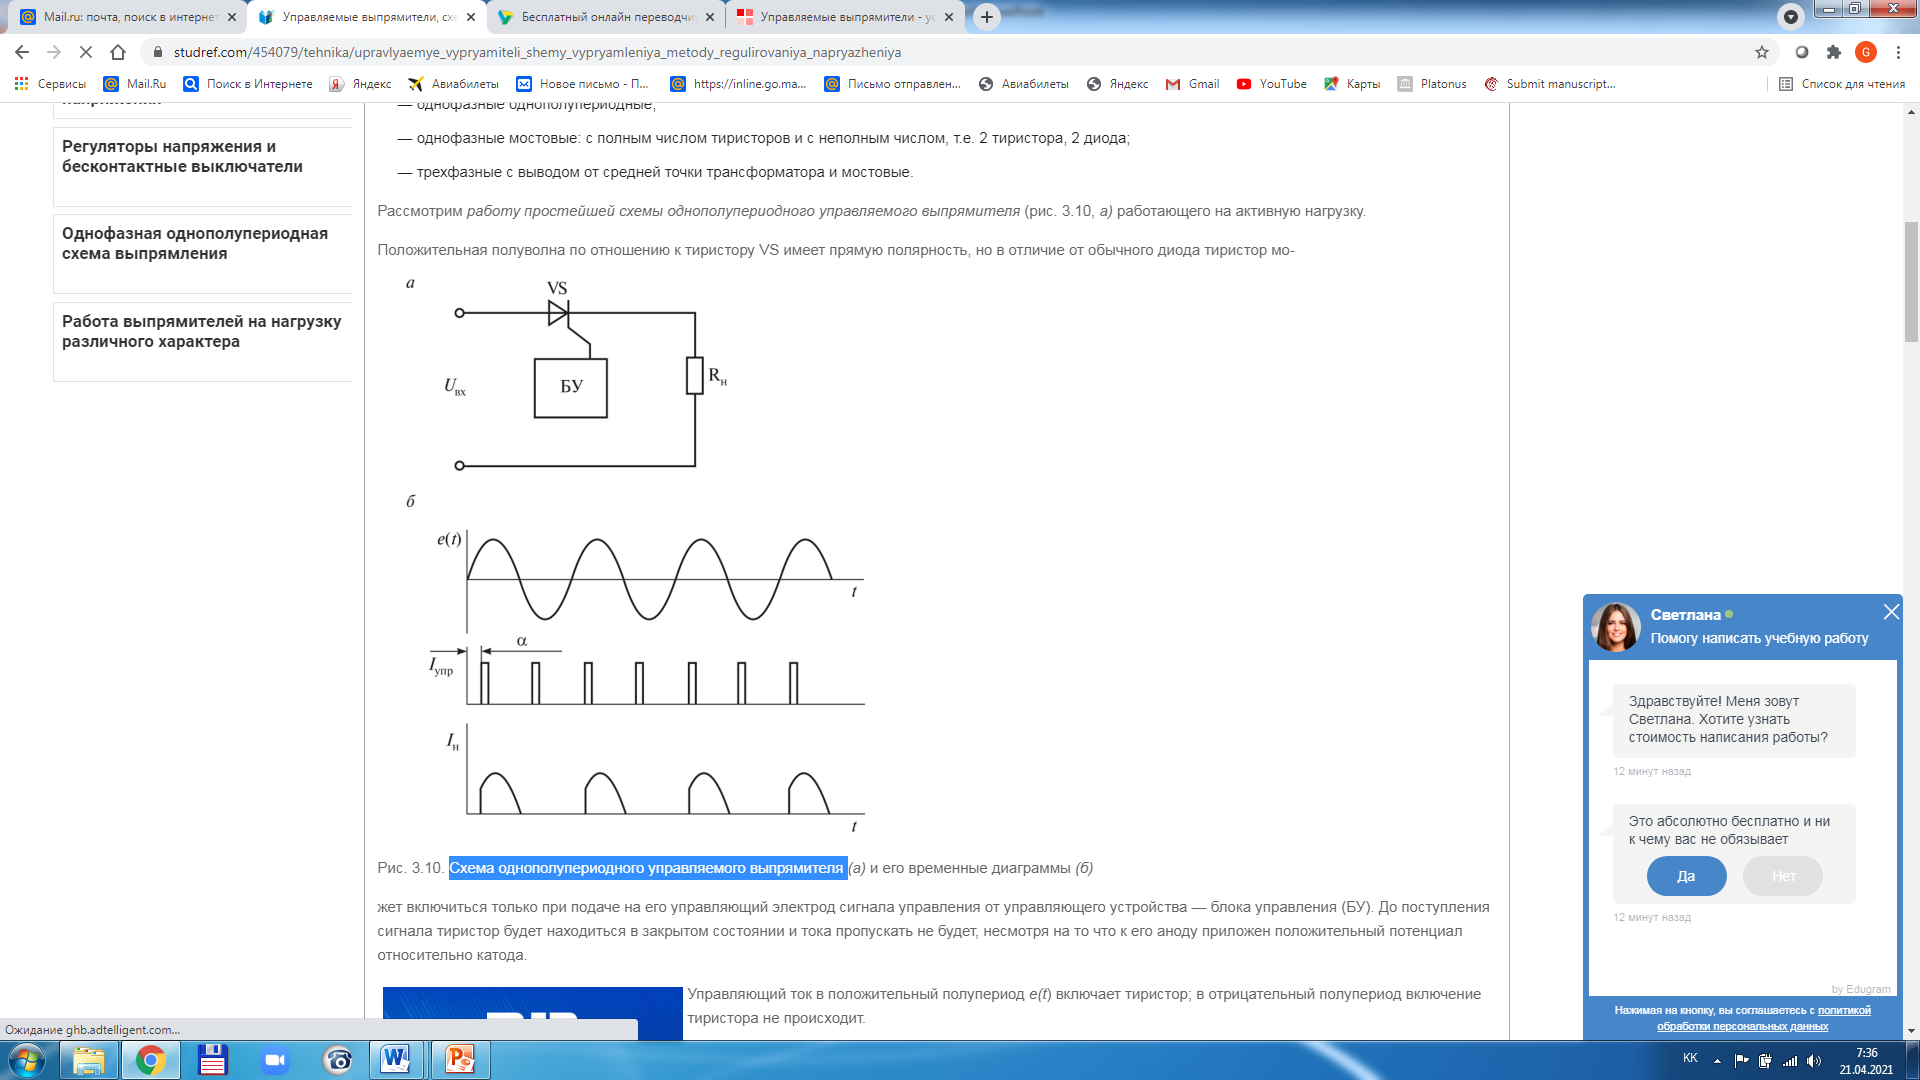 Mail.ru: почта, поиск в интернет
Управляемые выпрямители, схе
Бесплатный онлайн переводчи
Управляемые выпрямители - ус
studref.com/454079/tehnika/upravlyaemye_vypryamiteli_shemy_vypryamleniya_metody_regulirovaniya_napryazheniya
G
Сервисы
Mail.Ru
Поиск в Интернете
Яндекс
Авиабилеты
Новое письмо - П...
https://inline.go.ma...
Письмо отправлен...
Авиабилеты
Яндекс
Gmail
YouTube
Карты
Platonus
Submit manuscript...
Список для чтения
напряжения
Регуляторы напряжения и
бесконтактные выключатели
Однофазная однополупериодная
схема выпрямления
Работа выпрямителей на нагрузку
различного характера
— однофазные однополупериодные;
— однофазные мостовые: с полным числом тиристоров и с неполным числом, т.е. 2 тиристора, 2 диода;
— трехфазные с выводом от средней точки трансформатора и мостовые.
Рассмотрим работу простейшей схемы однополупериодного управляемого выпрямителя (рис. 3.10, а) работающего на активную нагрузку.
Положительная полуволна по отношению к тиристору VS имеет прямую полярность, но в отличие от обычного диода тиристор мо-
а
VS
Uвх
БУ
Rн
б
e(t)
t
α
Iупр
Iн
t
Рис. 3.10. Схема однополупериодного управляемого выпрямителя (а) и его временные диаграммы (б)
жет включиться только при подаче на его управляющий электрод сигнала управления от управляющего устройства — блока управления (БУ). До поступления
сигнала тиристор будет находиться в закрытом состоянии и тока пропускать не будет, несмотря на то что к его аноду приложен положительный потенциал
относительно катода.
Управляющий ток в положительный полупериод e(t) включает тиристор; в отрицательный полупериод включение
тиристора не происходит.
Светлана
Помогу написать учебную работу
Здравствуйте! Меня зовут
Светлана. Хотите узнать
стоимость написания работы?
12 минут назад
Это абсолютно бесплатно и ни
к чему вас не обязывает
Да
Нет
12 минут назад
by Edugram
Нажимая на кнопку, вы соглашаетесь с политикой
обработки персональных данных
Ожидание ghb.adtelligent.com...
KK
7:36
21.04.2021